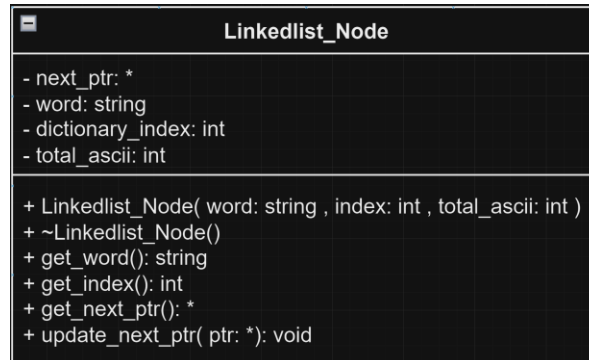 Linkedlist_Node
- next_ptr: *
- word: string
- dictionary_index: int
- total_ascii: int
+ Linkedlist_Node( word: string , index: int , total_ascii: int )
+ ~Linkedlist_Node()
+ get_word(): string
+ get_index(): int
+ get_next_ptr(): *
+ update_next_ptr( ptr: *): void